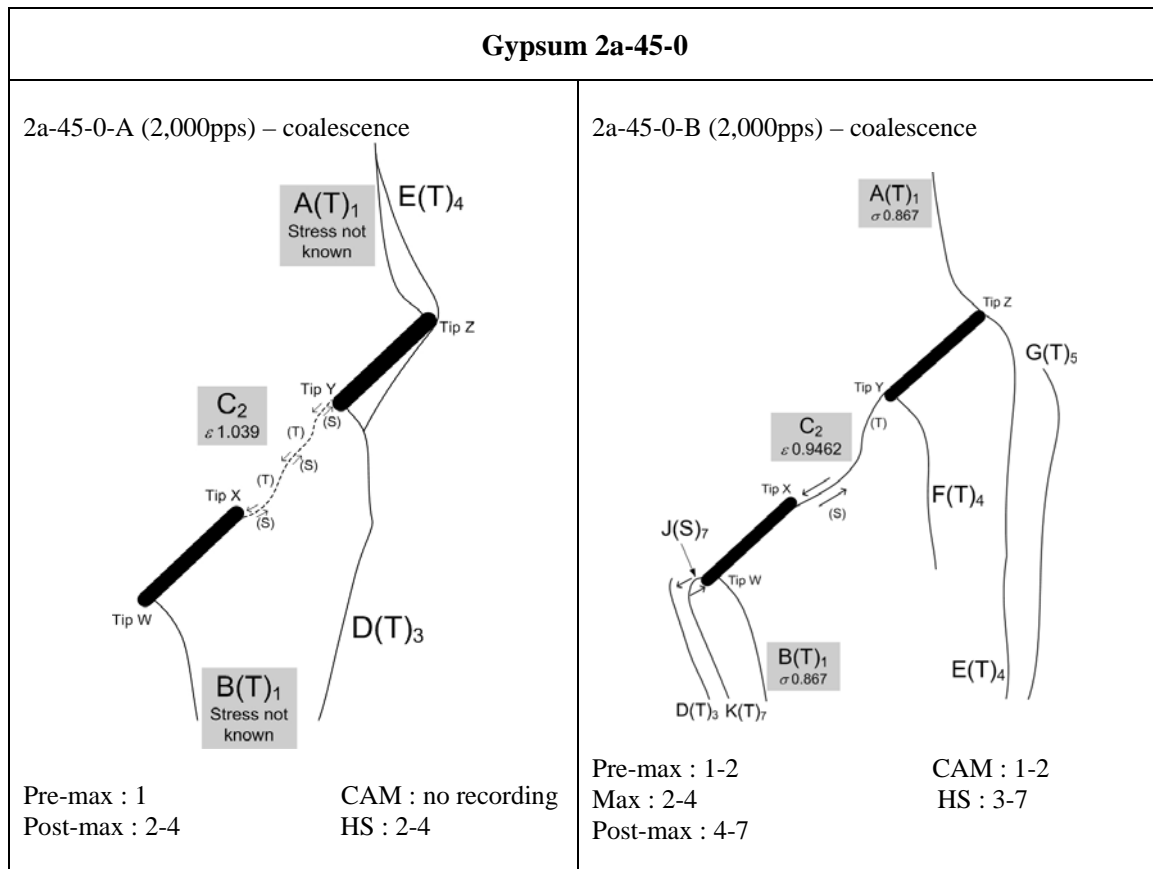 Gypsum 2a-45-0
2a-45-0-A (2,000pps) – coalescence
A(T)₁
Stress not
known
E(T)₄
Tip Z
Tip Y
(S)
C₂
ε 1.039
(T)
(S)
(T)
Tip X
(S)
Tip W
D(T)₃
B(T)₁
Stress not
known
Pre-max : 1
CAM : no recording
Post-max : 2-4
HS : 2-4
2a-45-0-B (2,000pps) – coalescence
A(T)₁
σ 0.867
Tip Z
G(T)₅
Tip Y
(T)
C₂
ε 0.9462
Tip X
(S)
F(T)₄
J(S)₇
Tip W
B(T)₁
σ 0.867
E(T)₄
D(T)₃ K(T)₇
Pre-max : 1-2
CAM : 1-2
Max : 2-4
HS : 3-7
Post-max : 4-7